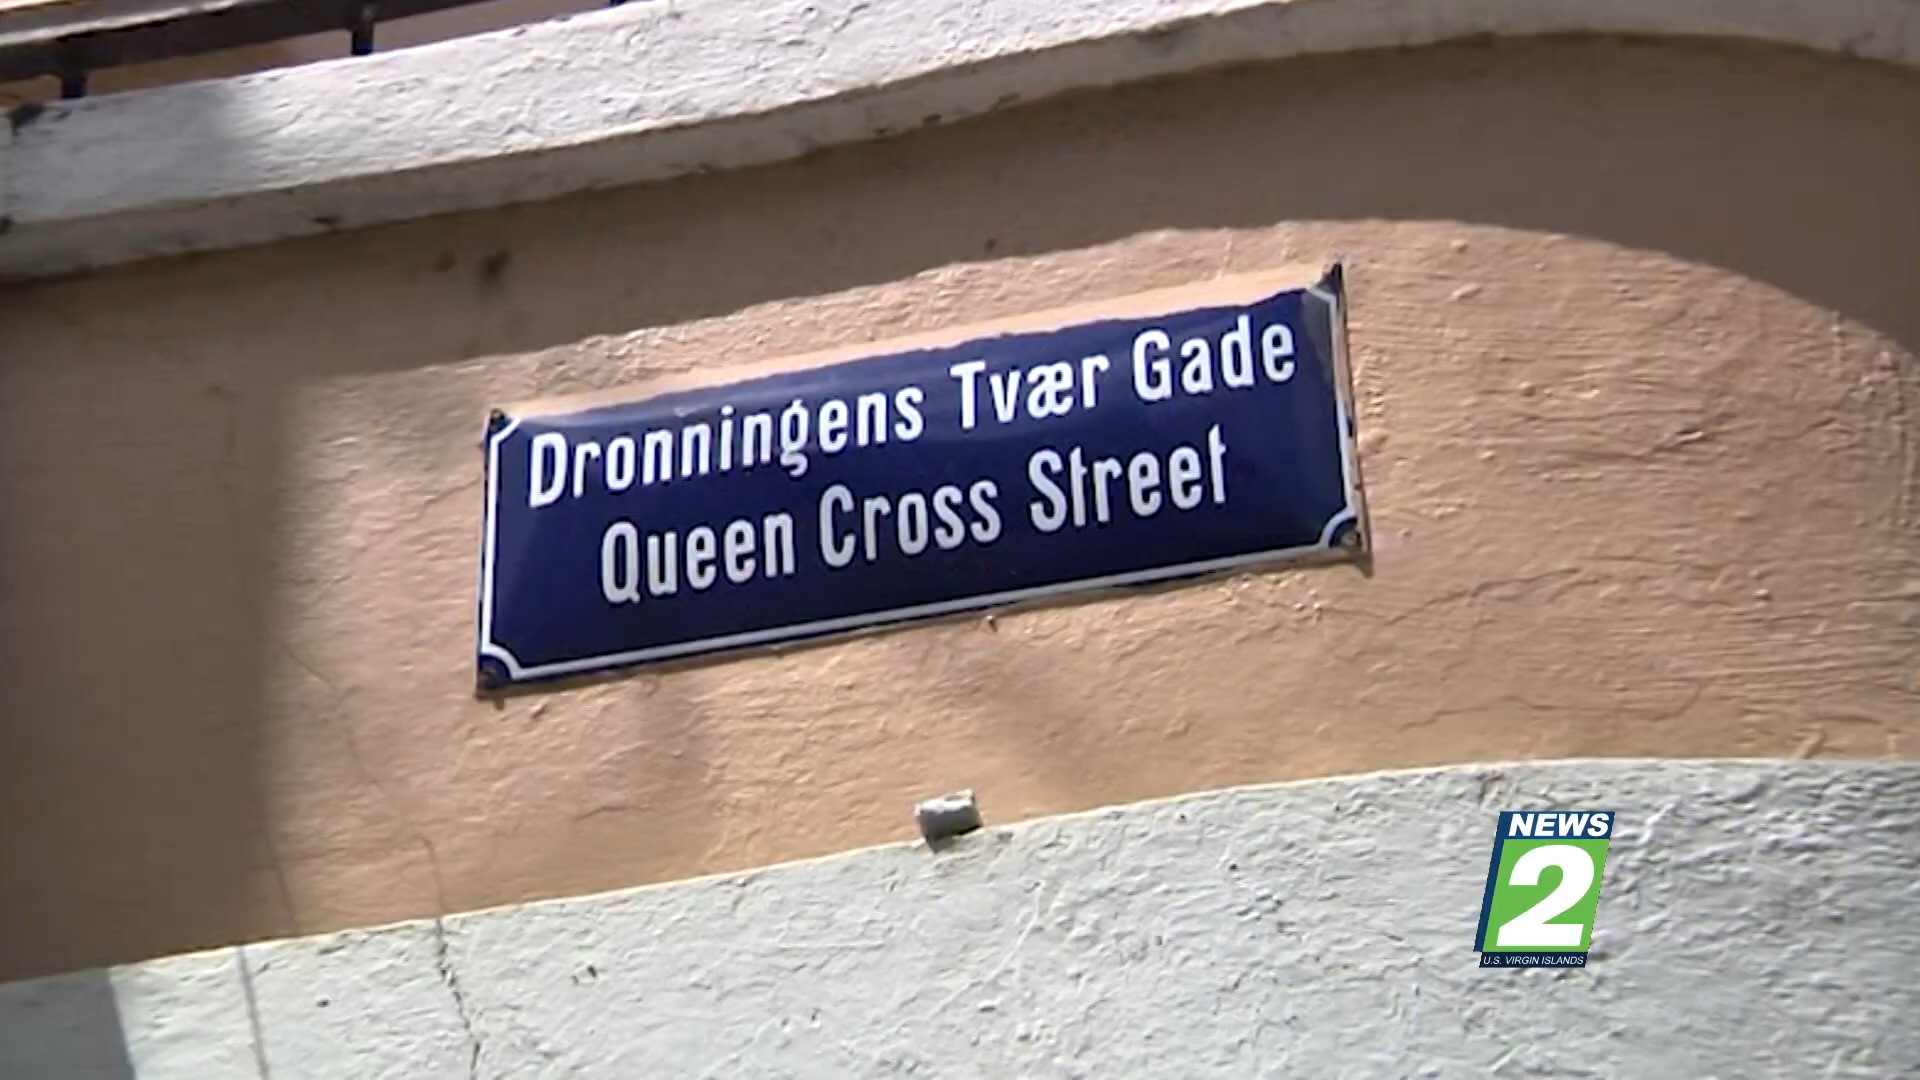 Dronningens Tvær Gade
Queen Cross Street
NEWS
2
U.S. VIRGIN ISLANDS